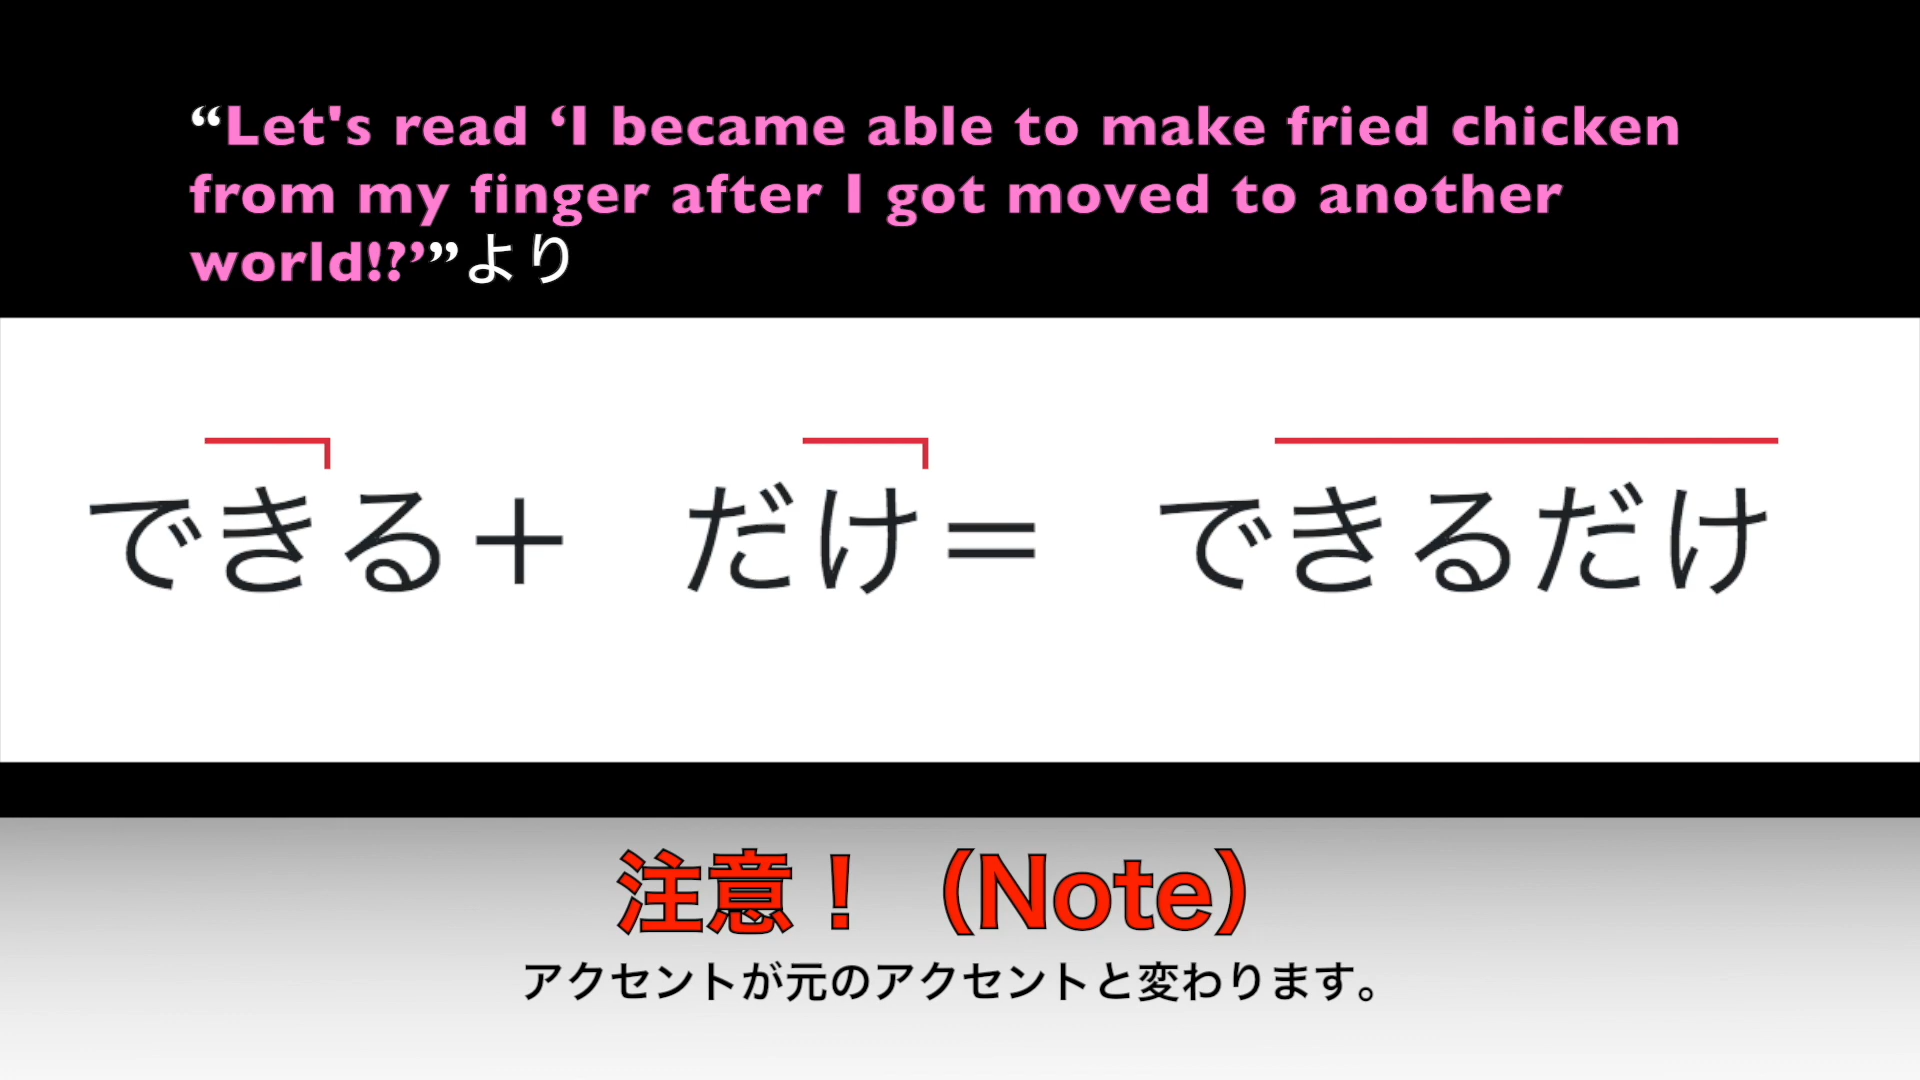 “Let's read ‘I became able to make fried chicken
from my finger after I got moved to another
world!?’”より
できる＋ だけ＝ できるだけ
注意！（Note）
アクセントが元のアクセントと変わります。